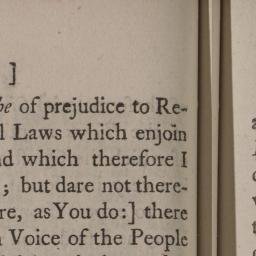 ]
be of prejudice to Re-
l Laws which enjoin
nd which therefore I
; but dare not there-
re, as You do:] there
Voice of the People